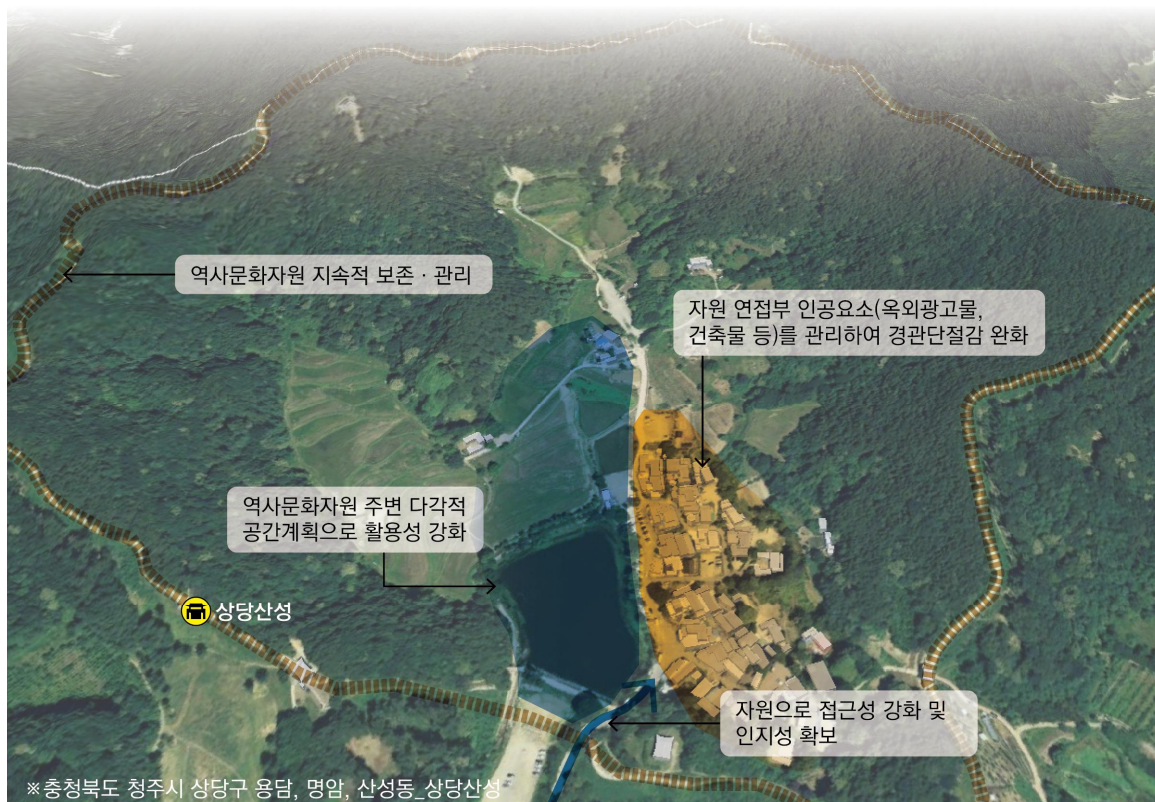 역사문화자원 지속적 보존 · 관리
자원 연접부 인공요소(옥외광고물,
건축물 등)를 관리하여 경관단절감 완화
역사문화자원 주변 다각적
공간계획으로 활용성 강화
상당산성
자원으로 접근성 강화 및
인지성 확보
※충청북도 청주시 상당구 용담, 명암, 산성동_상당산성